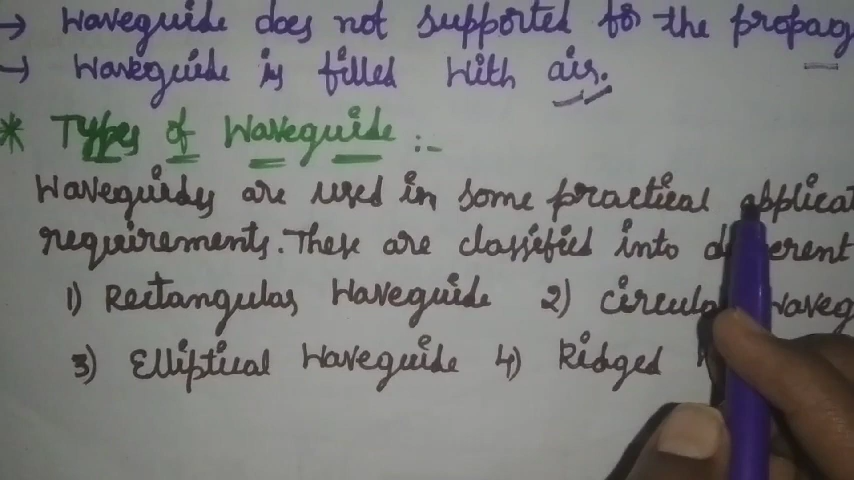 → Waveguide does not supported for the propag
→ Waveguide is filled with air.
* Types of Waveguide :-
Waveguides are used in some practical applicat
requirements. These are classified into different
1) Rectangular Waveguide 2) Circular Waveg
3) Elliptical Waveguide 4) Ridged